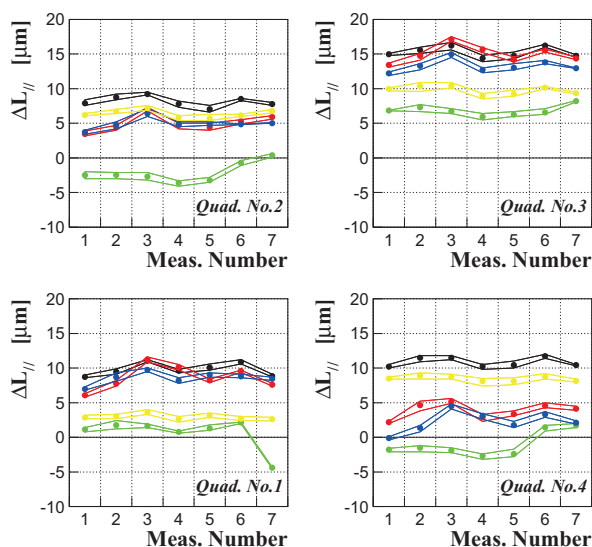 ΔL// [μm]
20
15
10
5
0
-5
-10
Quad. No.2
1 2 3 4 5 6 7
Meas. Number
ΔL// [μm]
20
15
10
5
0
-5
-10
Quad. No.3
1 2 3 4 5 6 7
Meas. Number
ΔL// [μm]
20
15
10
5
0
-5
-10
Quad. No.1
1 2 3 4 5 6 7
Meas. Number
ΔL// [μm]
20
15
10
5
0
-5
-10
Quad. No.4
1 2 3 4 5 6 7
Meas. Number